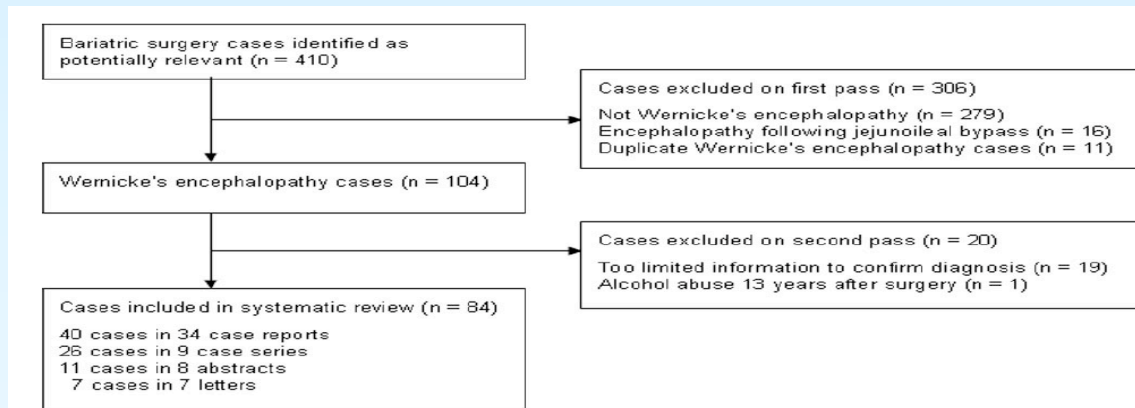 Bariatric surgery cases identified as
potentially relevant (n = 410)
Cases excluded on first pass (n = 306)
Not Wernicke's encephalopathy (n = 279)
Encephalopathy following jejunoileal bypass (n = 16)
Duplicate Wernicke's encephalopathy cases (n = 11)
Wernicke's encephalopathy cases (n = 104)
Cases excluded on second pass (n = 20)
Too limited information to confirm diagnosis (n = 19)
Alcohol abuse 13 years after surgery (n = 1)
Cases included in systematic review (n = 84)
40 cases in 34 case reports
26 cases in 9 case series
11 cases in 8 abstracts
7 cases in 7 letters